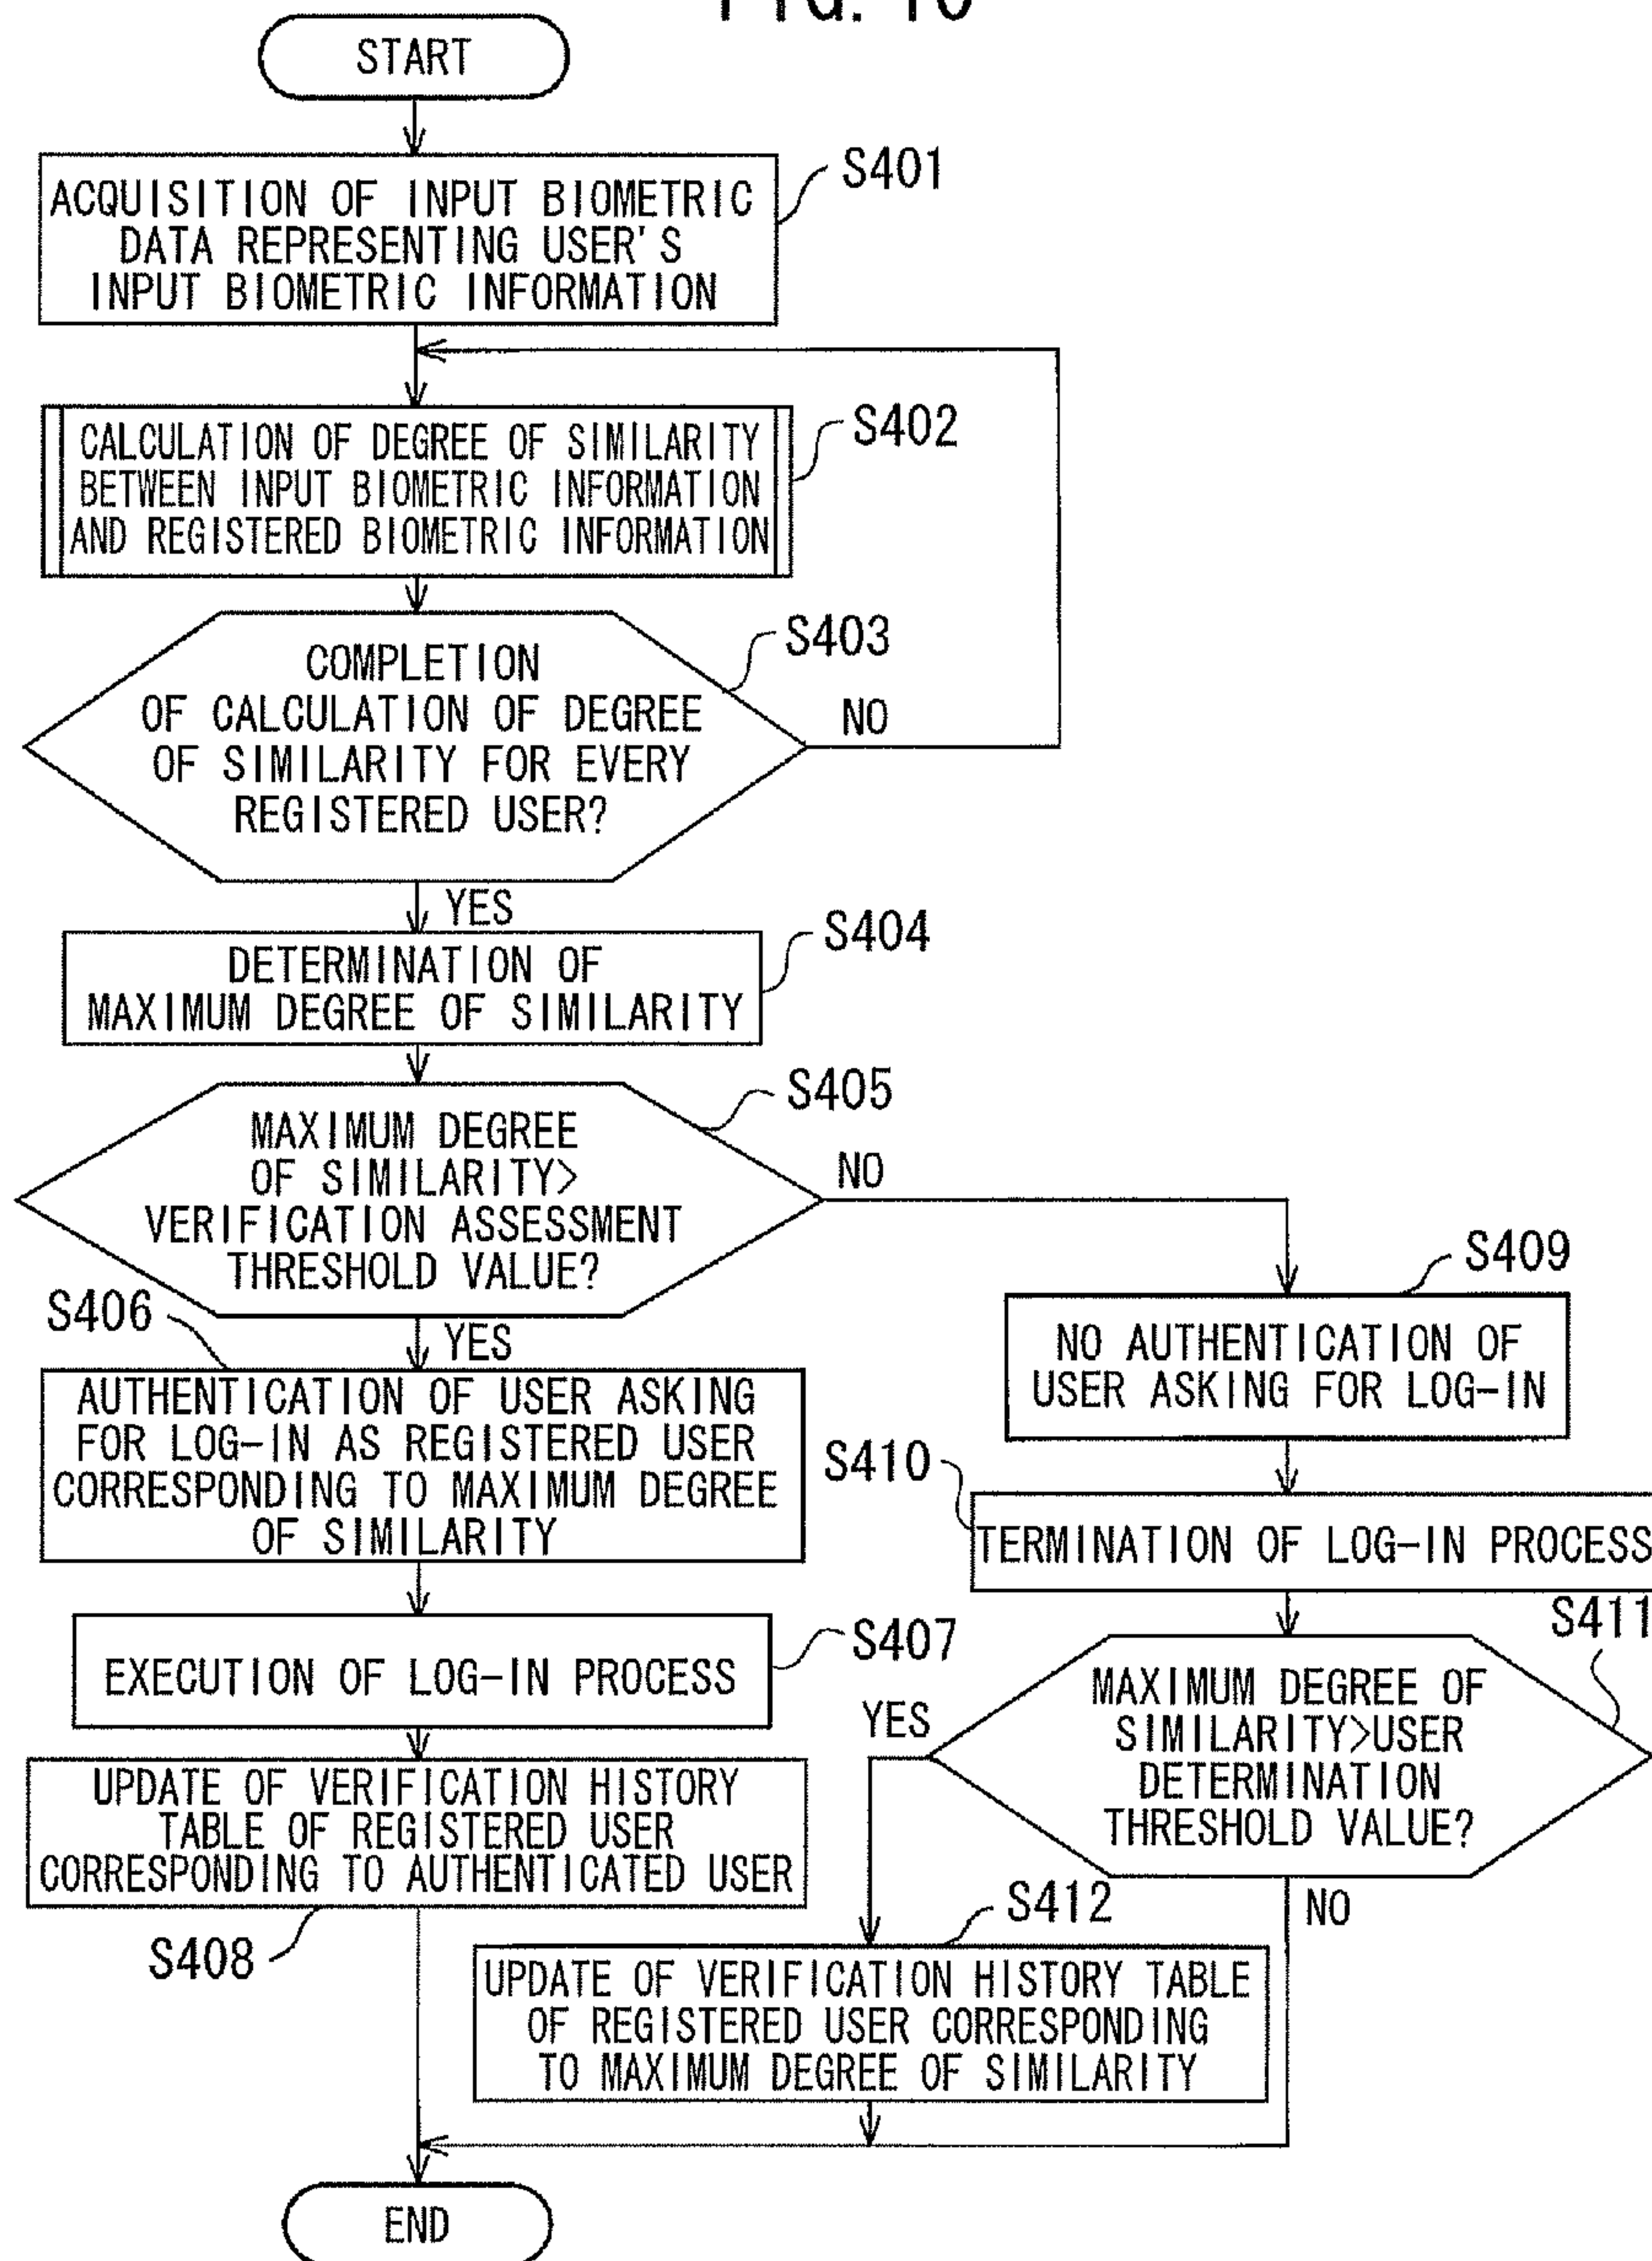 START
S401
ACQUISITION OF INPUT BIOMETRIC
DATA REPRESENTING USER'S
INPUT BIOMETRIC INFORMATION
S402
CALCULATION OF DEGREE OF SIMILARITY
BETWEEN INPUT BIOMETRIC INFORMATION
AND REGISTERED BIOMETRIC INFORMATION
S403
COMPLETION
OF CALCULATION OF DEGREE
OF SIMILARITY FOR EVERY
REGISTERED USER?
NO
YES
S404
DETERMINATION OF
MAXIMUM DEGREE OF SIMILARITY
S405
MAXIMUM DEGREE
OF SIMILARITY>
VERIFICATION ASSESSMENT
THRESHOLD VALUE?
NO
YES
S406
AUTHENTICATION OF USER ASKING
FOR LOG-IN AS REGISTERED USER
CORRESPONDING TO MAXIMUM DEGREE
OF SIMILARITY
S407
EXECUTION OF LOG-IN PROCESS
UPDATE OF VERIFICATION HISTORY
TABLE OF REGISTERED USER
CORRESPONDING TO AUTHENTICATED USER
S408
S409
NO AUTHENTICATION OF
USER ASKING FOR LOG-IN
S410
TERMINATION OF LOG-IN PROCESS
S411
MAXIMUM DEGREE OF
SIMILARITY>USER
DETERMINATION
THRESHOLD VALUE?
YES
NO
S412
UPDATE OF VERIFICATION HISTORY TABLE
OF REGISTERED USER CORRESPONDING
TO MAXIMUM DEGREE OF SIMILARITY
END